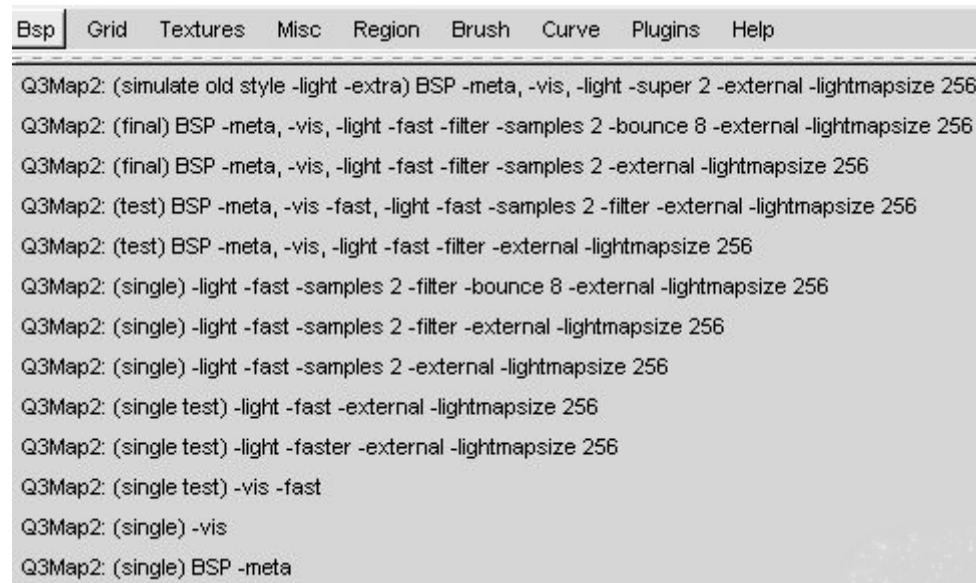 Bsp Grid Textures Misc Region Brush Curve Plugins Help
Q3Map2: (simulate old style -light -extra) BSP -meta, -vis, -light -super 2 -external -lightmapsize 256
Q3Map2: (final) BSP -meta, -vis, -light -fast -filter -samples 2 -bounce 8 -external -lightmapsize 256
Q3Map2: (final) BSP -meta, -vis, -light -fast -filter -samples 2 -external -lightmapsize 256
Q3Map2: (test) BSP -meta, -vis -fast, -light -fast -samples 2 -filter -external -lightmapsize 256
Q3Map2: (test) BSP -meta, -vis, -light -fast -filter -external -lightmapsize 256
Q3Map2: (single) -light -fast -samples 2 -filter -bounce 8 -external -lightmapsize 256
Q3Map2: (single) -light -fast -samples 2 -filter -external -lightmapsize 256
Q3Map2: (single) -light -fast -samples 2 -external -lightmapsize 256
Q3Map2: (single test) -light -fast -external -lightmapsize 256
Q3Map2: (single test) -light -faster -external -lightmapsize 256
Q3Map2: (single test) -vis -fast
Q3Map2: (single) -vis
Q3Map2: (single) BSP -meta